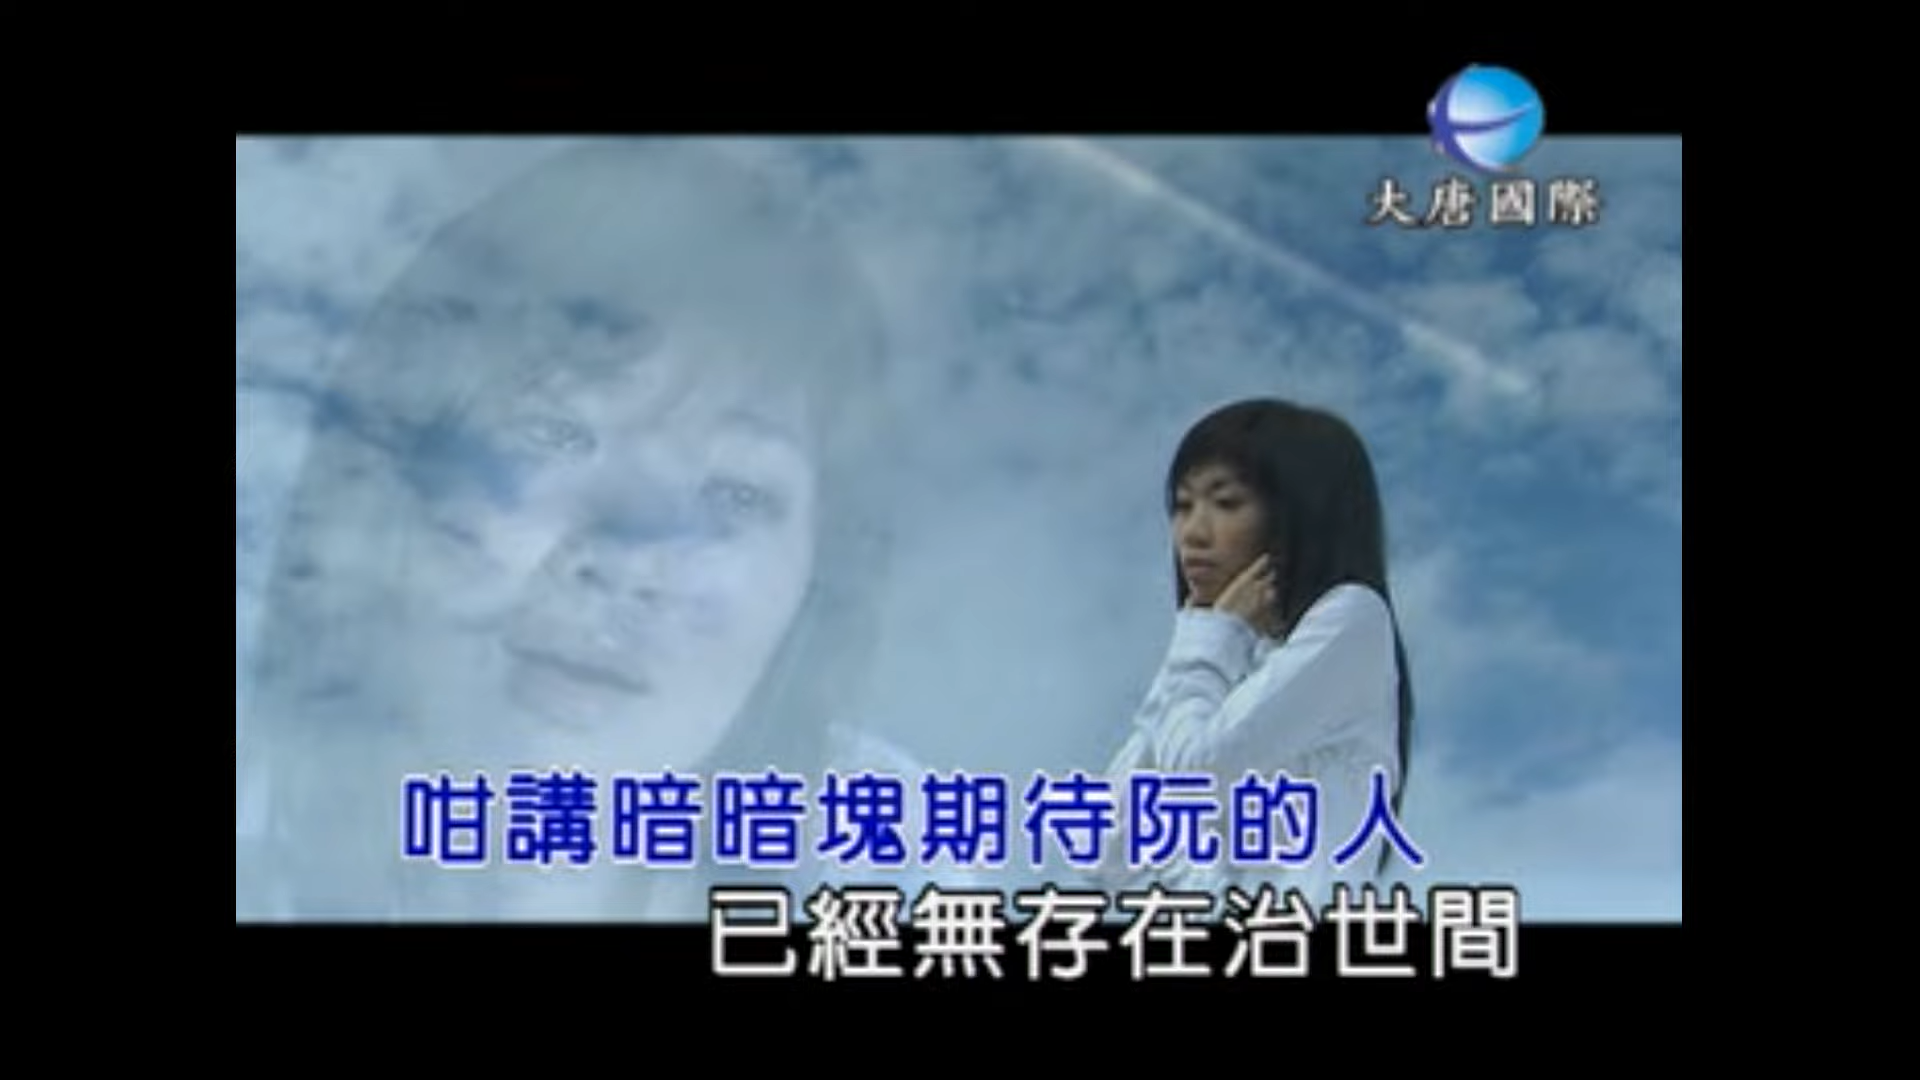 大唐國際
咁講暗暗塊期待阮的人
已經無存在治世間